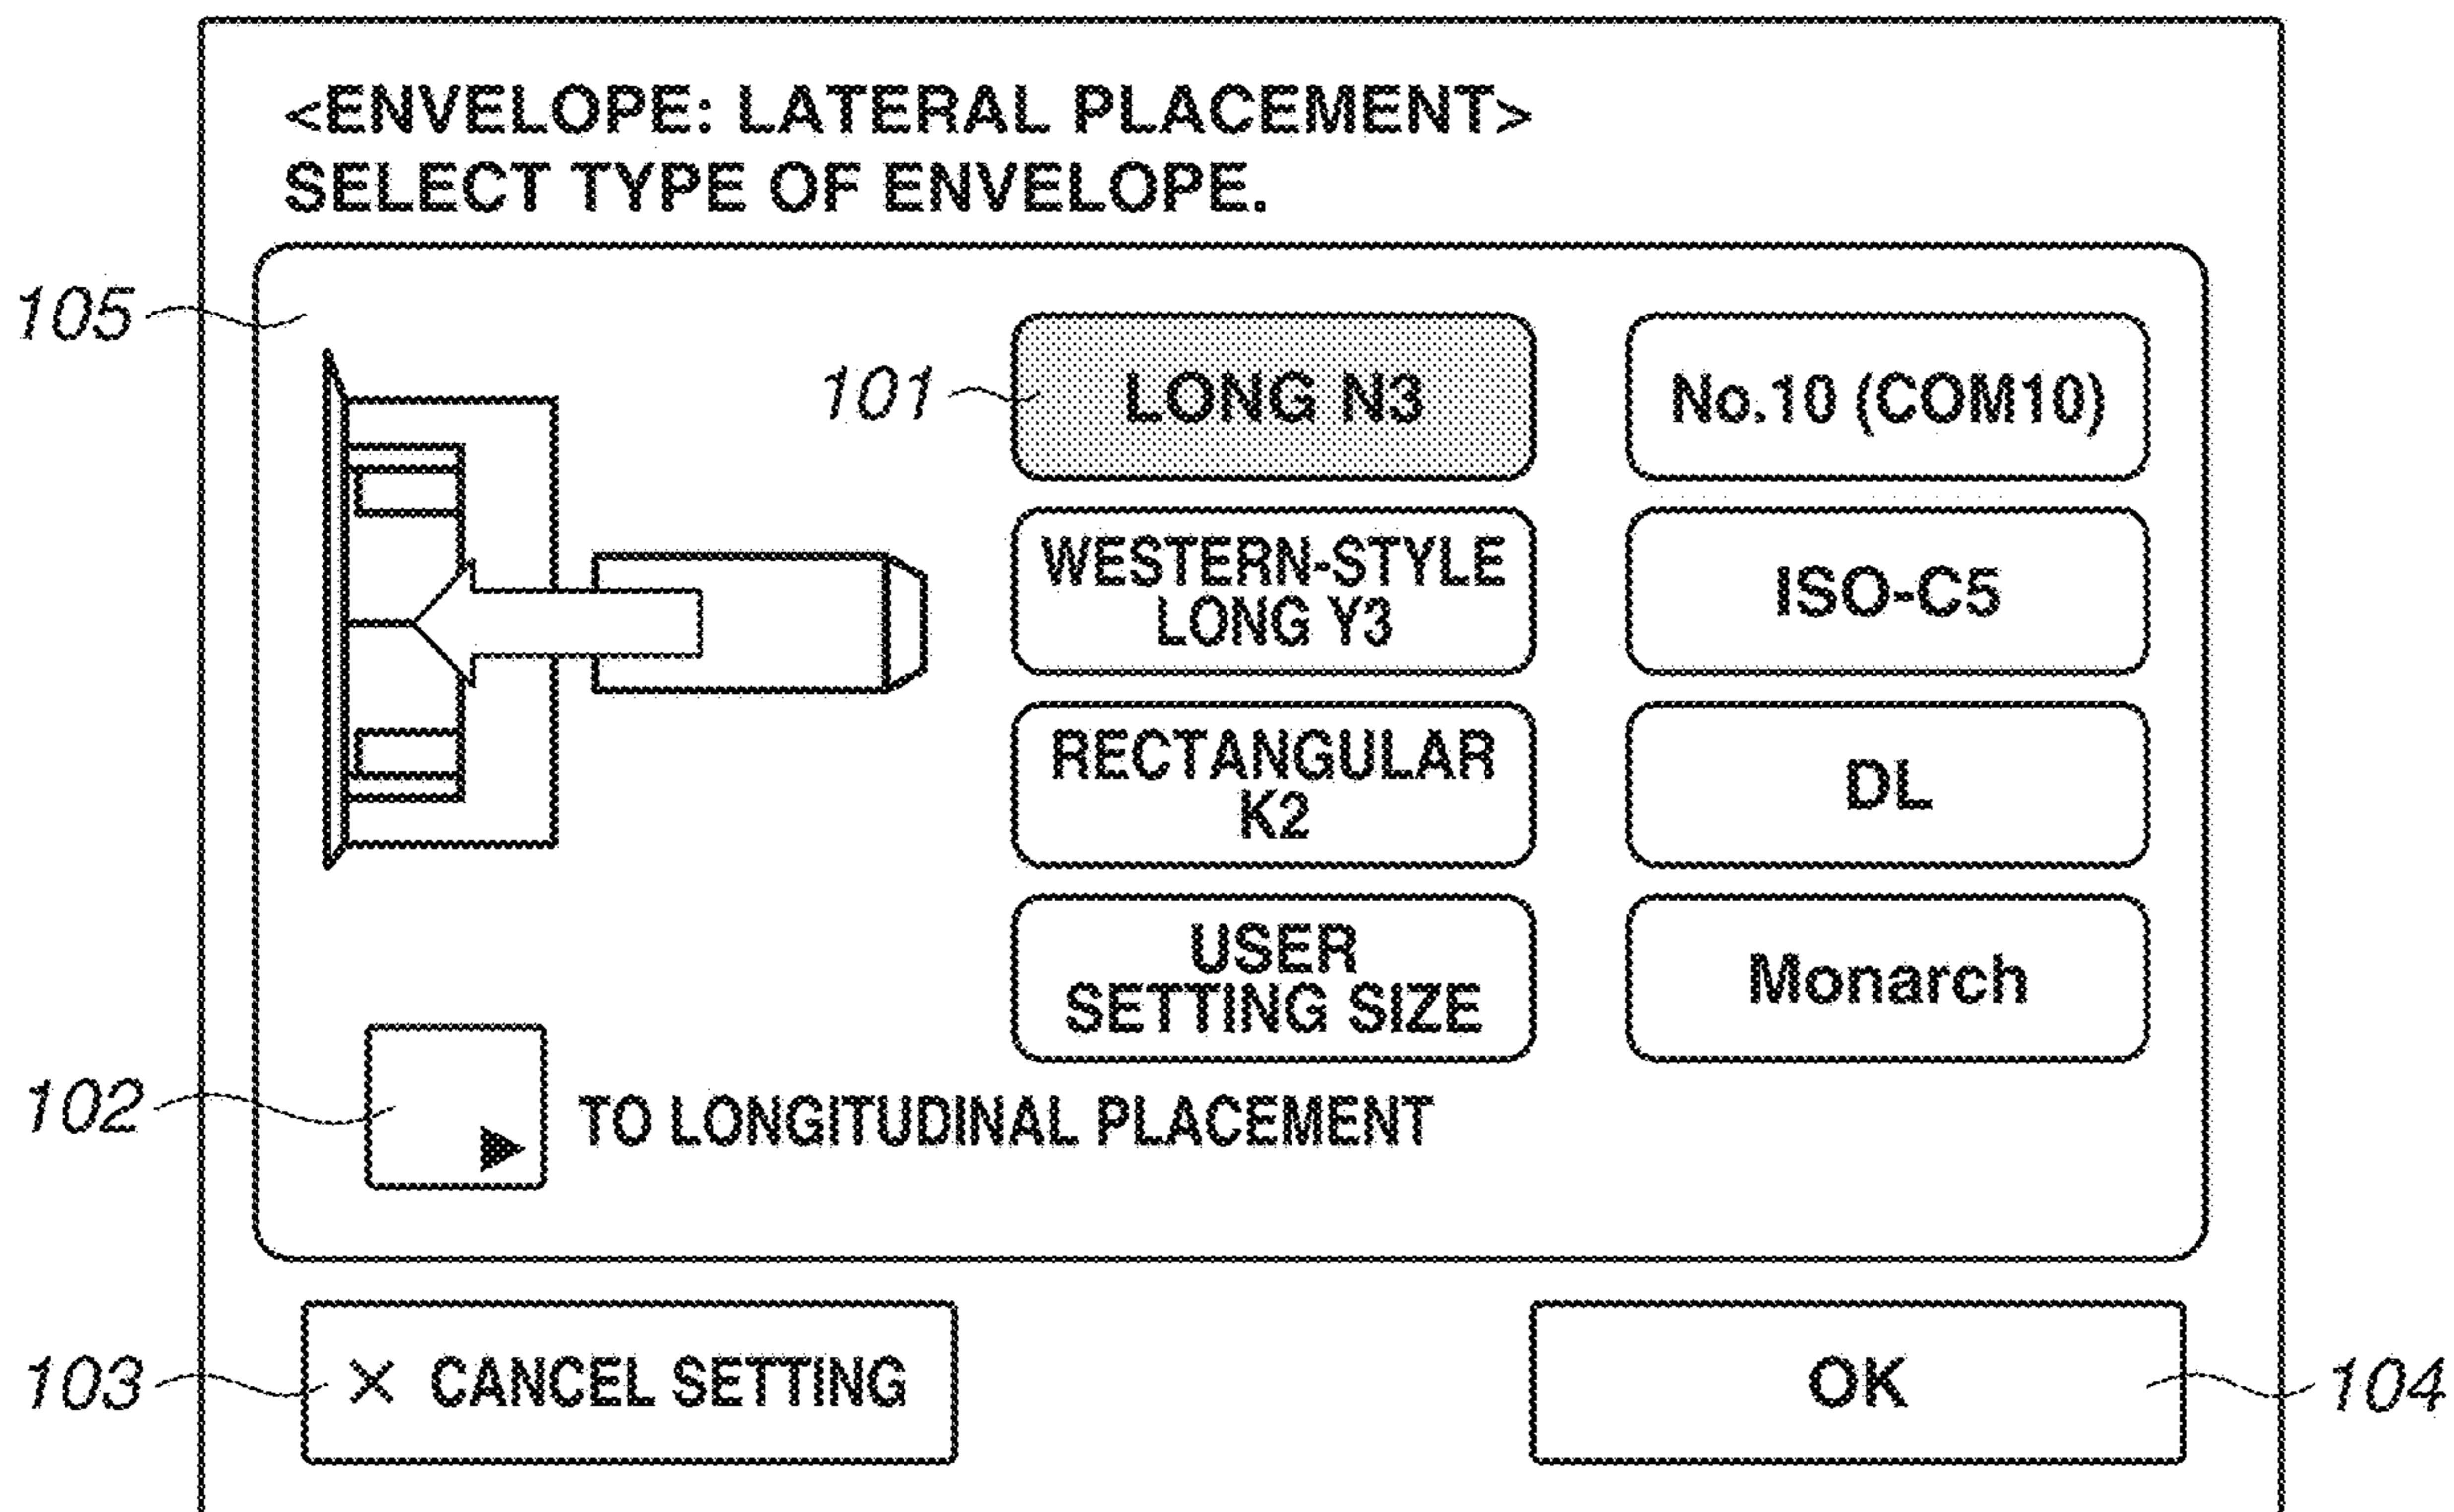 <ENVELOPE: LATERAL PLACEMENT>
SELECT TYPE OF ENVELOPE.
105
101
LONG N3
No.10 (COM10)
WESTERN-STYLE
LONG Y3
ISO-C5
RECTANGULAR
K2
DL
USER
SETTING SIZE
Monarch
102
TO LONGITUDINAL PLACEMENT
103
× CANCEL SETTING
OK
104